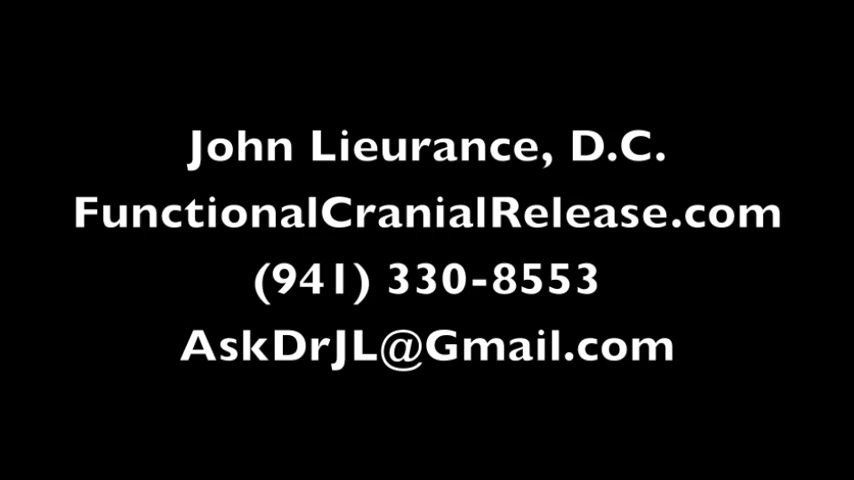 John Lieurance, D.C.
FunctionalCranialRelease.com
(941) 330-8553
AskDrJL@Gmail.com